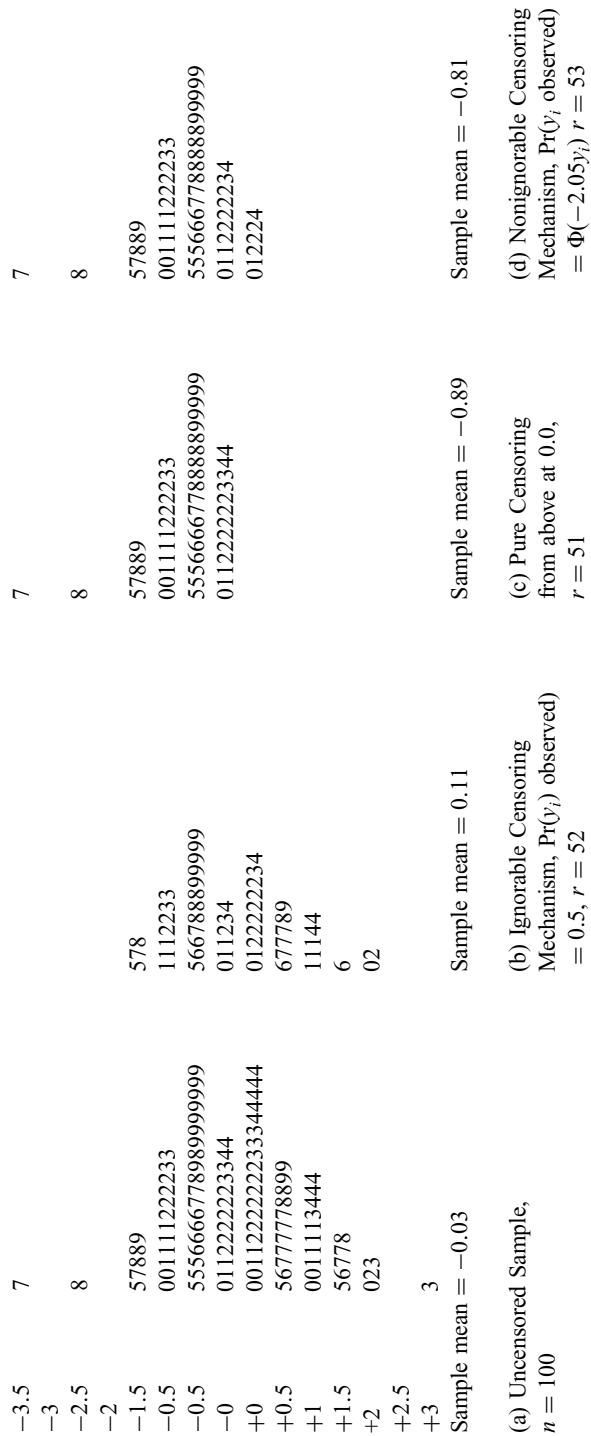 −3.5 7 7 7
−3
−2.5 8 8 8
−2
−1.5 57889 578 57889 57889
−0.5 001111222233 1112233 001111222233 001111222233
−0.5 55566666778989999999 566788899999 55566666778888899999 5556667788888899999
−0 0112222223344 011234 0112222223344 0112222234
+0 001122222222233344444 0122222234 012224
+0.5 567777778899 677789
+1 0011113444 11144
+1.5 56778 6
+2 023 02
+2.5
+3 3
Sample mean = −0.03 Sample mean = 0.11 Sample mean = −0.89 Sample mean = −0.81
(a) Uncensored Sample,
n = 100
(b) Ignorable Censoring
Mechanism, Pr(yᵢ) observed)
= 0.5, r = 52
(c) Pure Censoring
from above at 0.0,
r = 51
(d) Nonignorable Censoring
Mechanism, Pr(yᵢ observed)
= Φ(−2.05yᵢ) r = 53